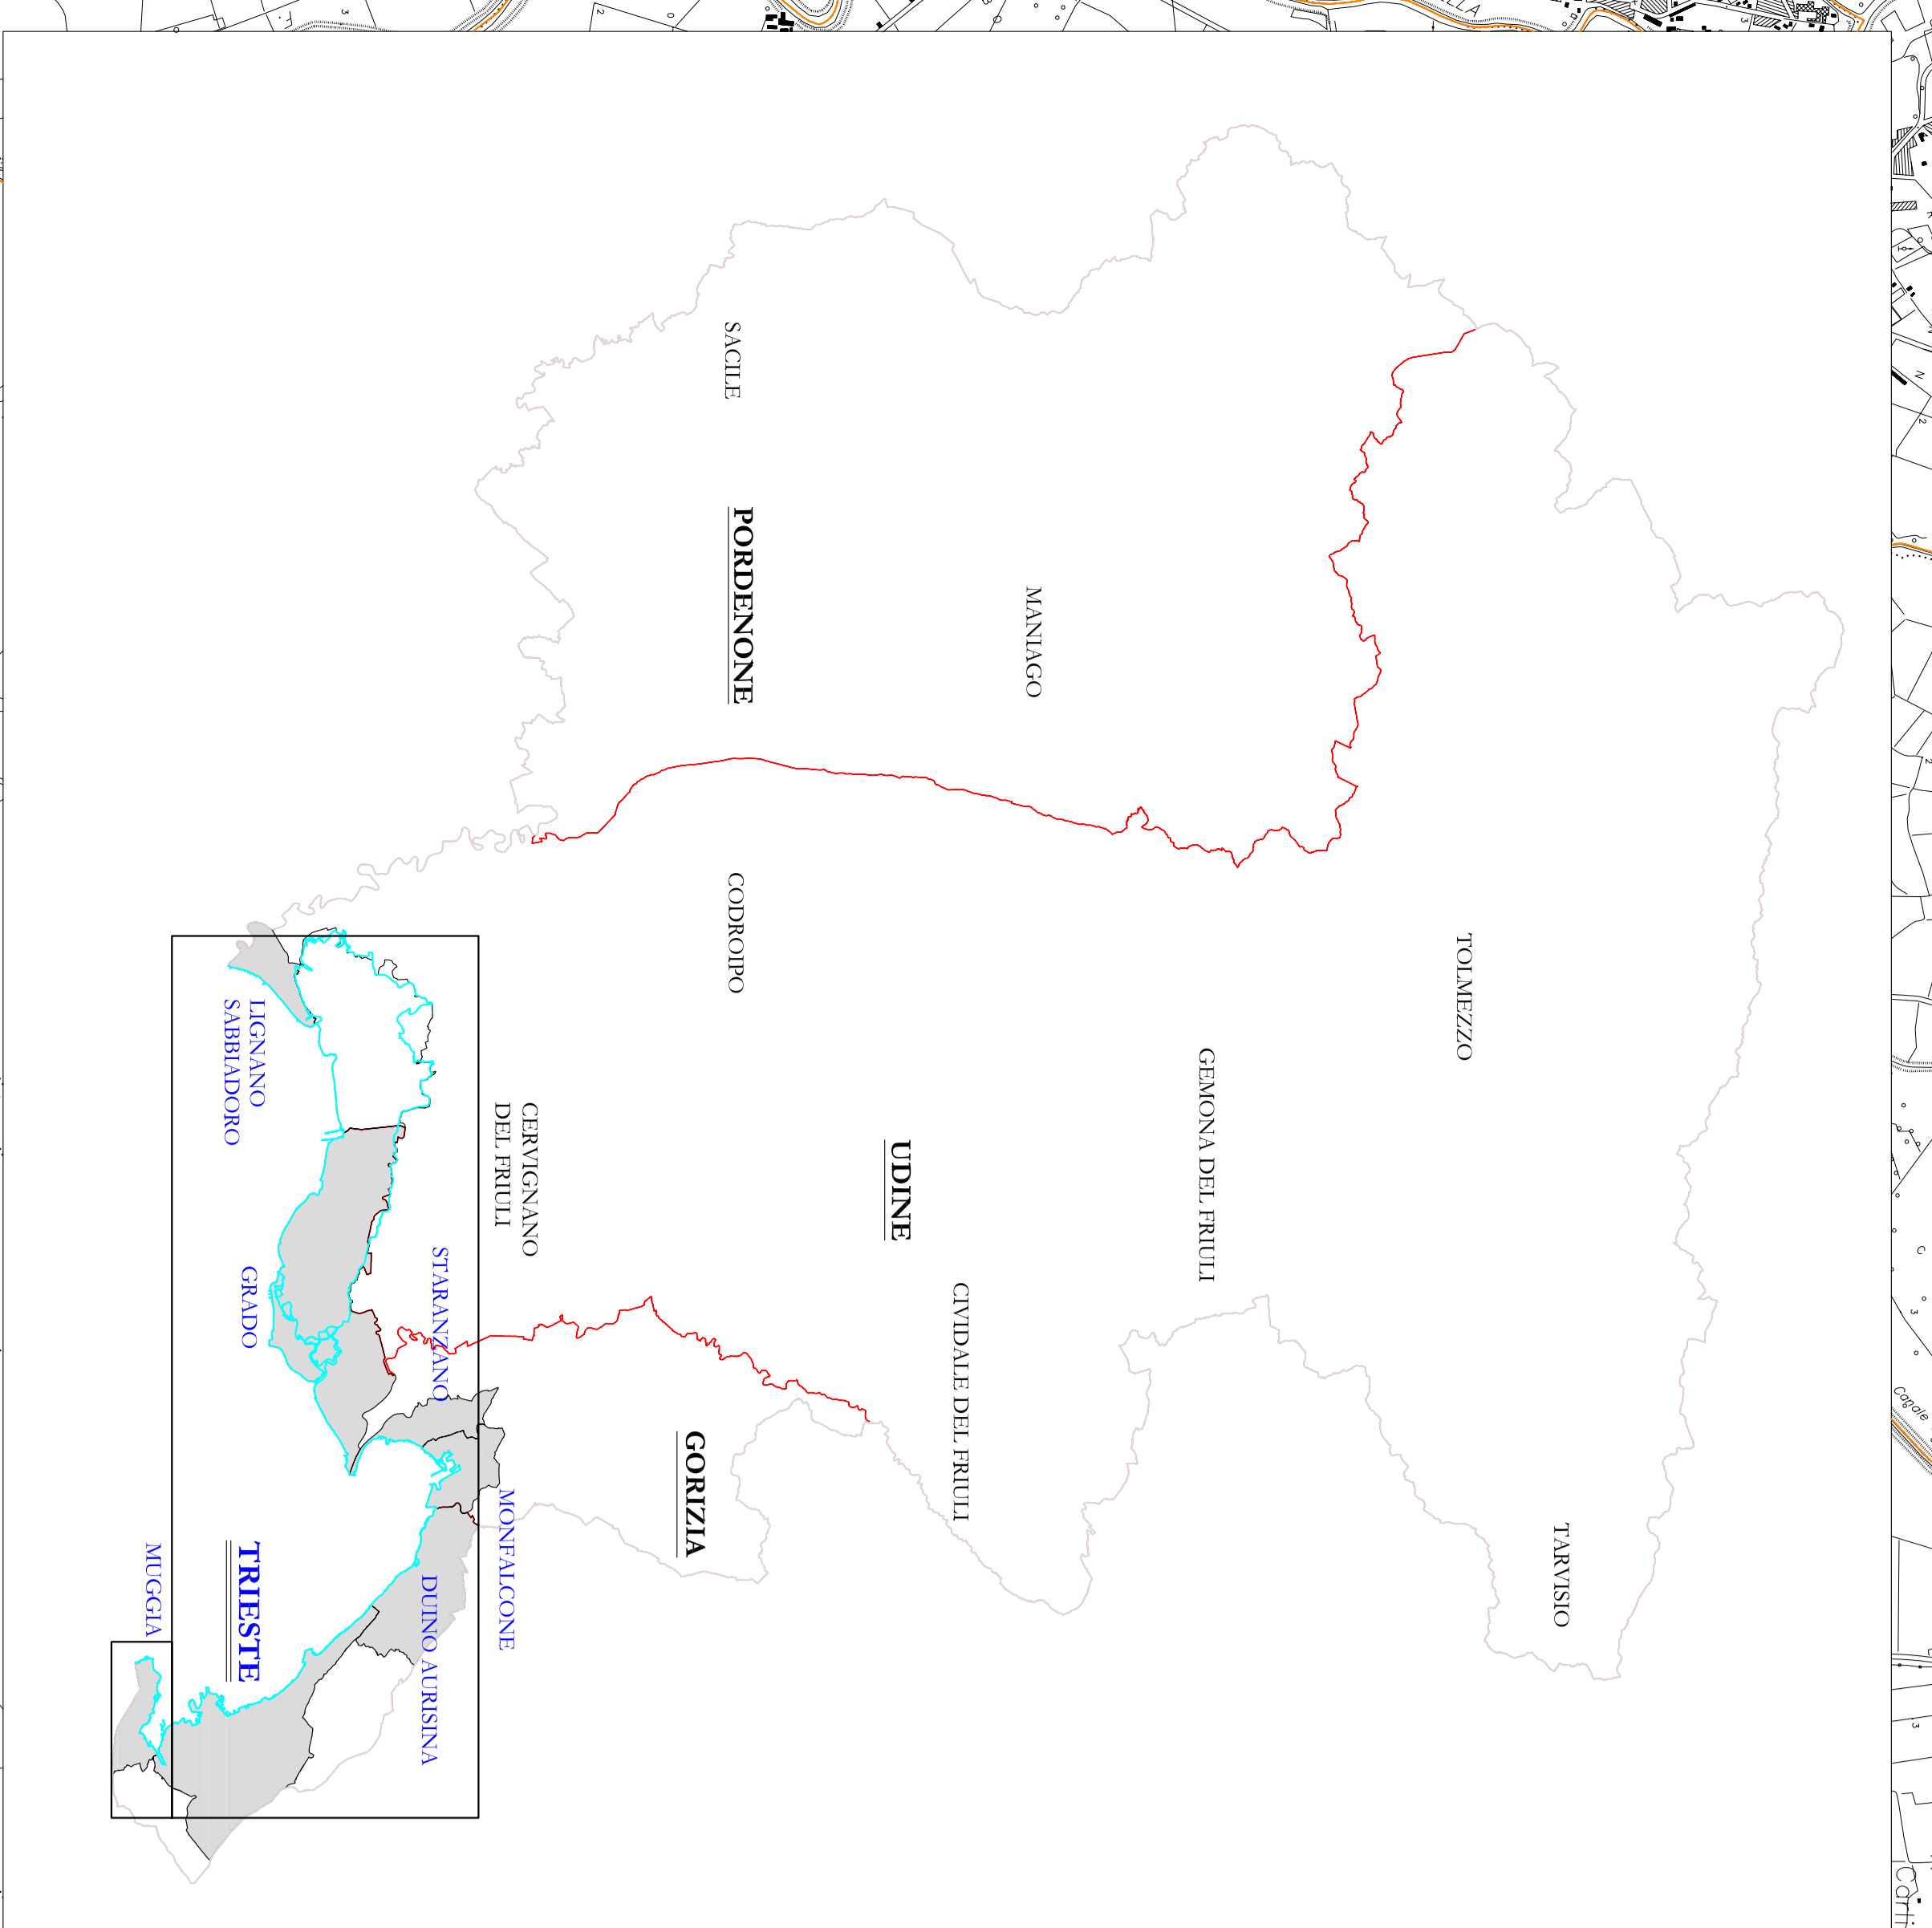 TARVISIO
TOLMEZZO
GEMONA DEL FRIULI
MANIAGO
CIVIDALE DEL FRIULI
UDINE
SACILE
PORDENONE
CODROIPO
GORIZIA
CERVIGNANO
DEL FRIULI
MONFALCONE
STARANZANO
DUINO AURISINA
LIGNANO
SABBIADORO
GRADO
TRIESTE
MUGGIA
Canale